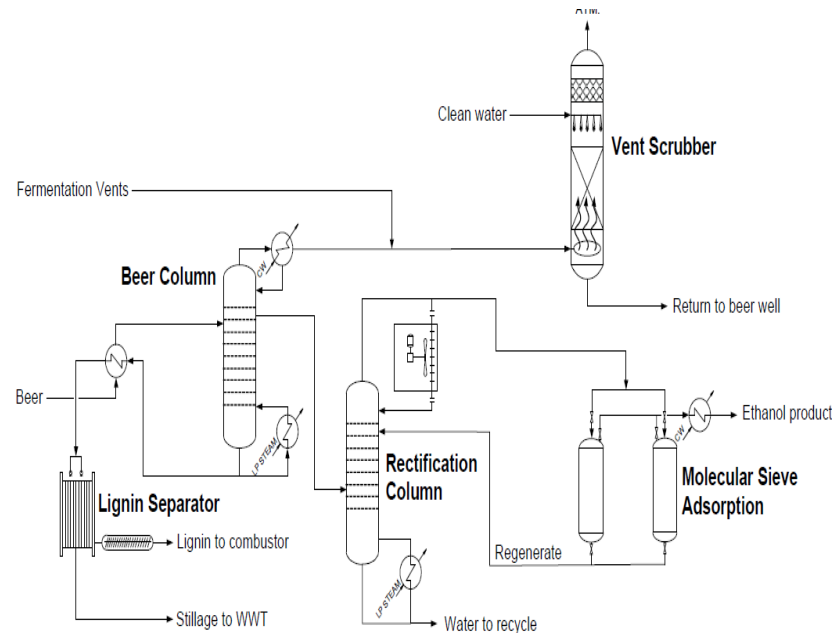 ATM.
Clean water
Vent Scrubber
Fermentation Vents
CW
Beer Column
Return to beer well
Beer
LP STEAM
Ethanol product
CW
Rectification
Column
Molecular Sieve
Adsorption
Lignin Separator
Lignin to combustor
Regenerate
LP STEAM
Stillage to WWT
Water to recycle